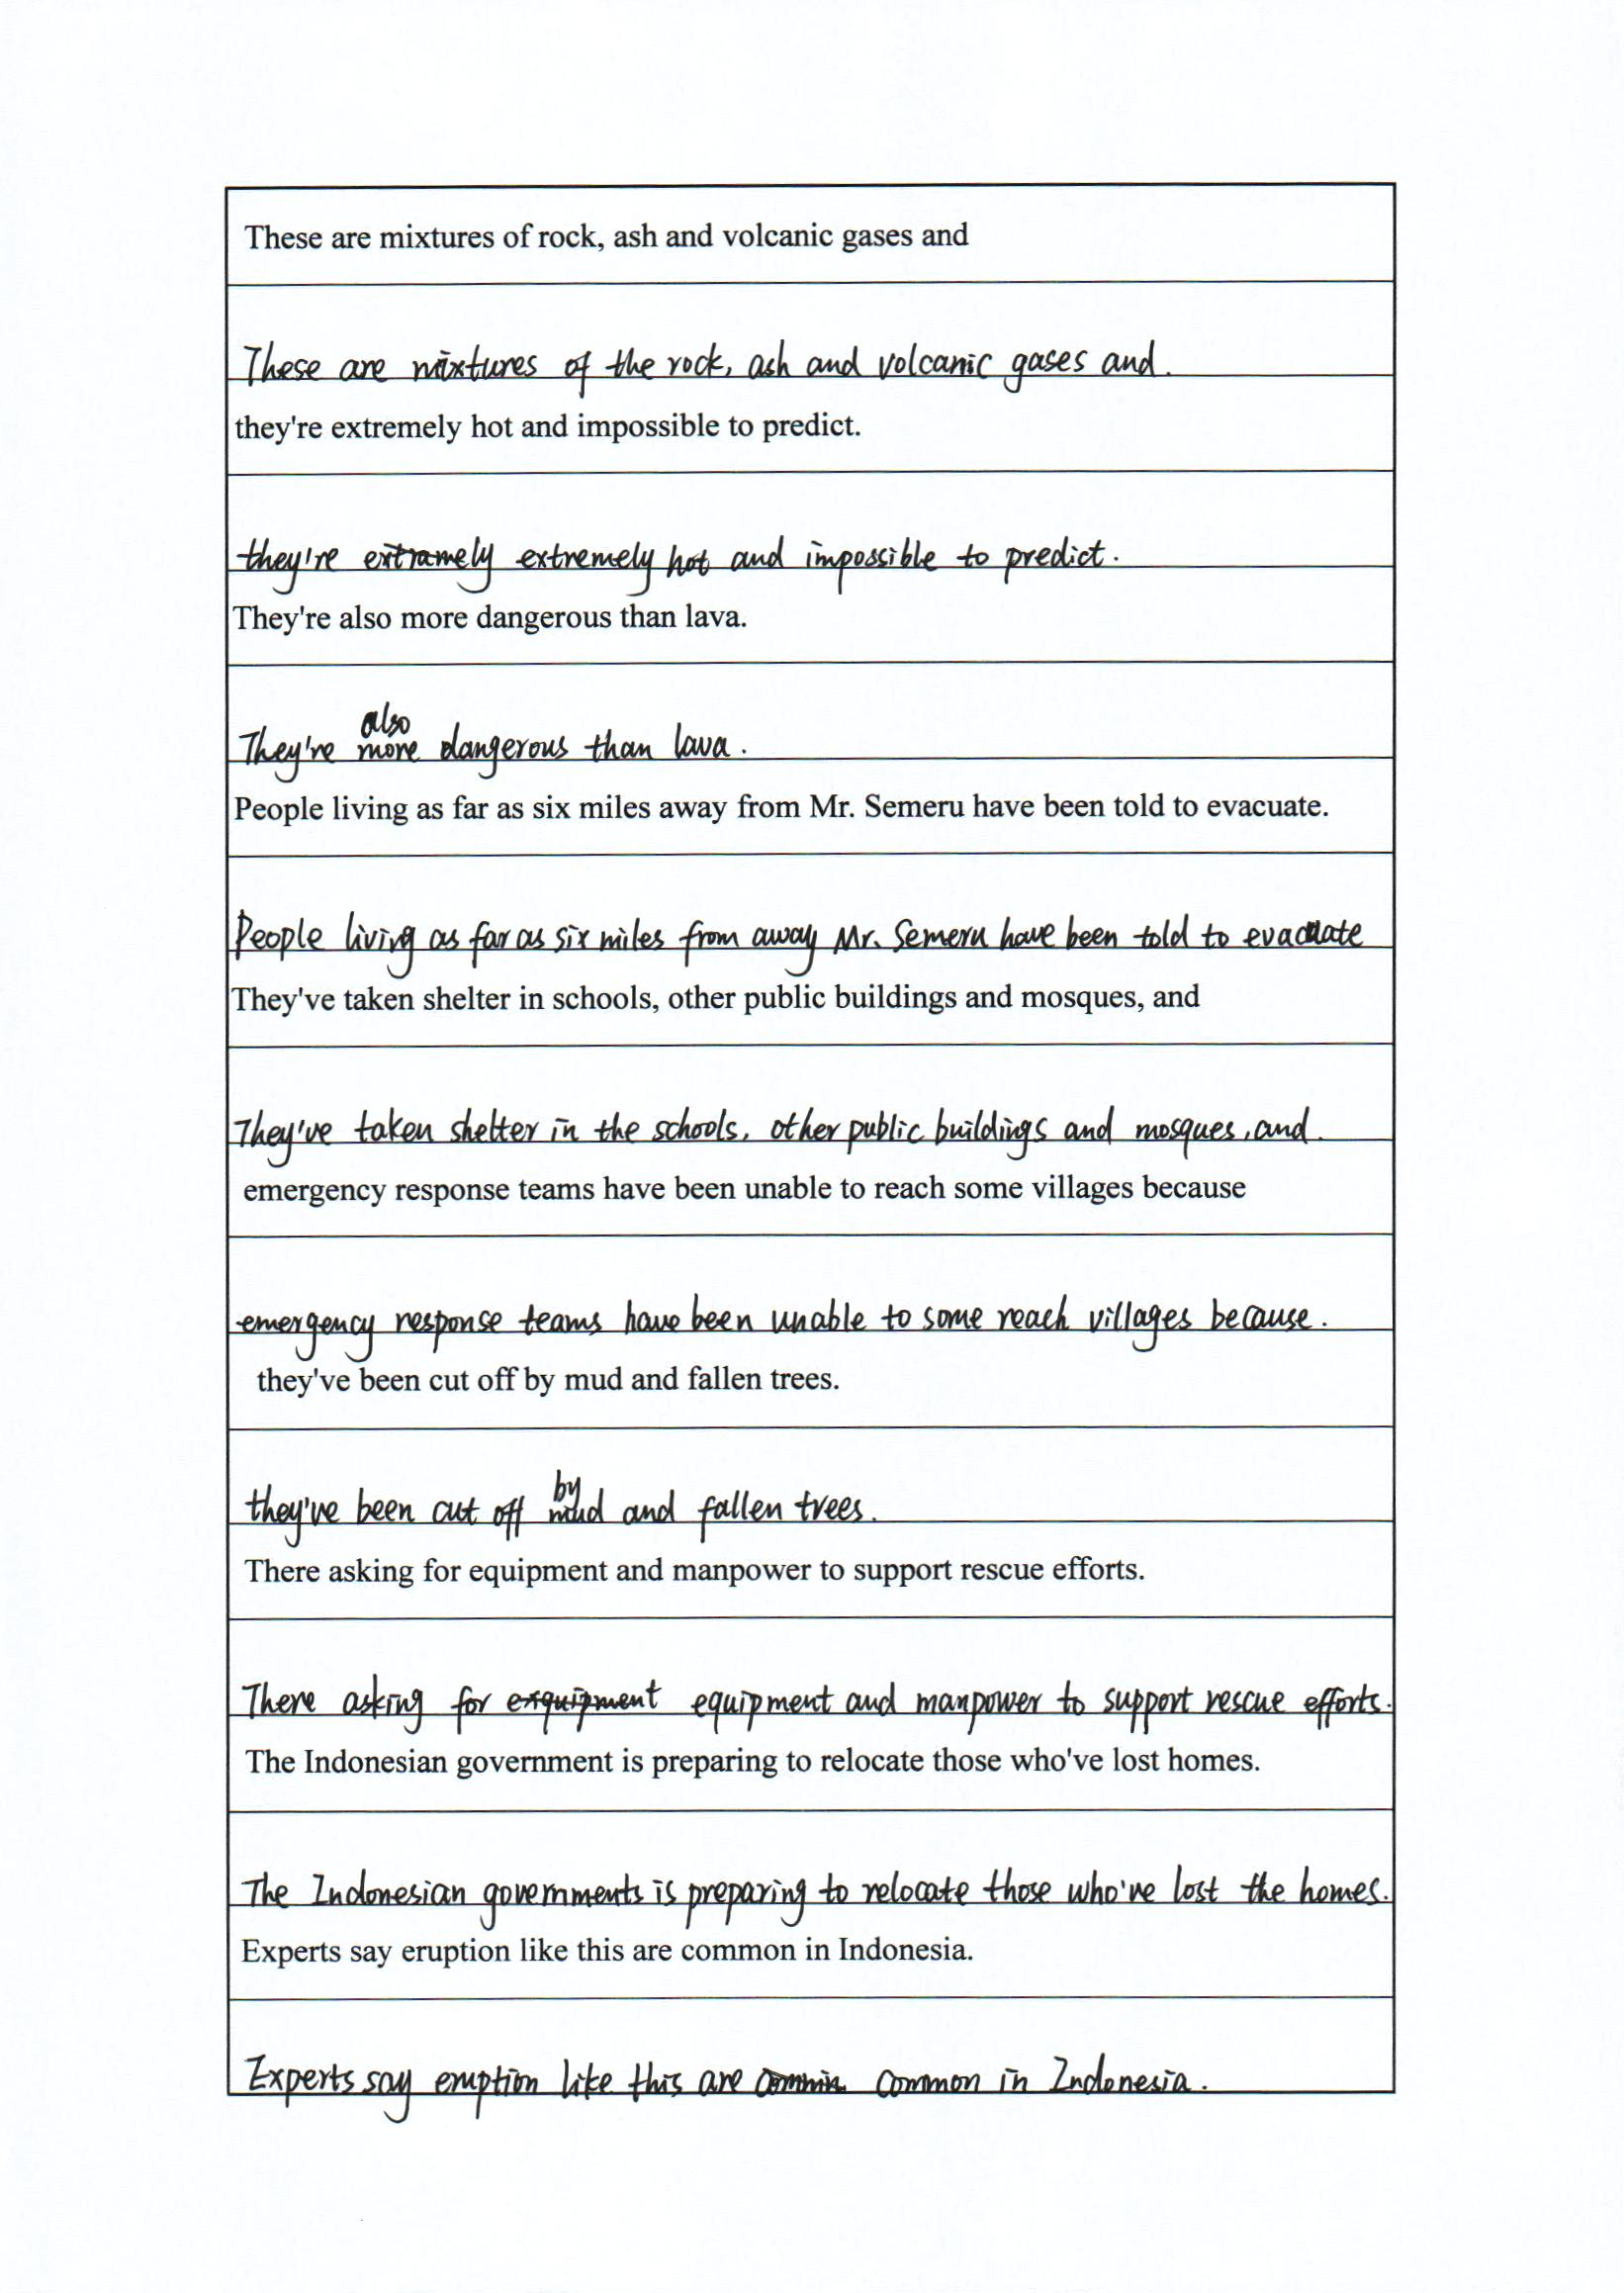 These are mixtures of rock, ash and volcanic gases and
These are mixtures of the rock, ash and volcanic gases and.
they're extremely hot and impossible to predict.
they're extramely extremely hot and impossible to predict.
They're also more dangerous than lava.
They're also more dangerous than lava.
People living as far as six miles away from Mr. Semeru have been told to evacuate.
People living as far as six miles from away Mr. Semeru have been told to evacuate
They've taken shelter in schools, other public buildings and mosques, and
They've taken shelter in the schools, other public buildings and mosques, and.
emergency response teams have been unable to reach some villages because
emergency response teams have been unable to some reach villages because.
they've been cut off by mud and fallen trees.
they've been cut off by mud and fallen trees.
There asking for equipment and manpower to support rescue efforts.
There asking for exquipment equipment and manpower to support rescue efforts.
The Indonesian government is preparing to relocate those who've lost homes.
The Indonesian governments is preparing to relocate those who've lost the homes.
Experts say eruption like this are common in Indonesia.
Experts say eruption like this are commin common in Indonesia.